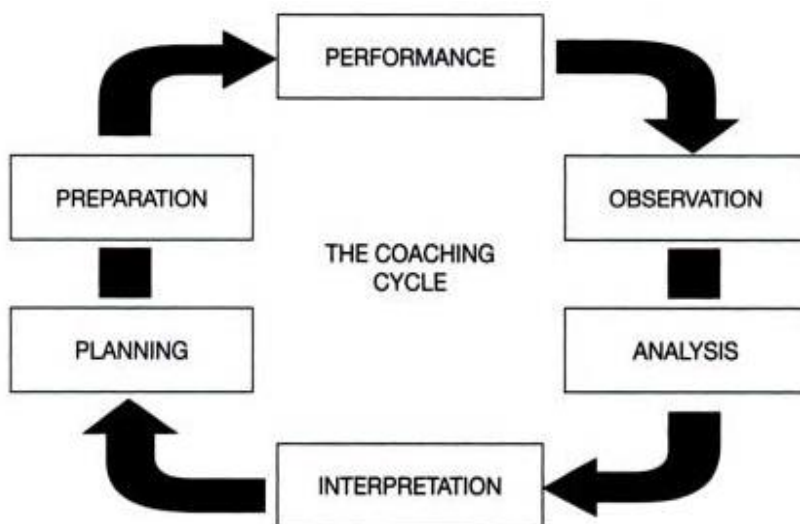 PERFORMANCE
PREPARATION
OBSERVATION
THE COACHING
CYCLE
PLANNING
ANALYSIS
INTERPRETATION